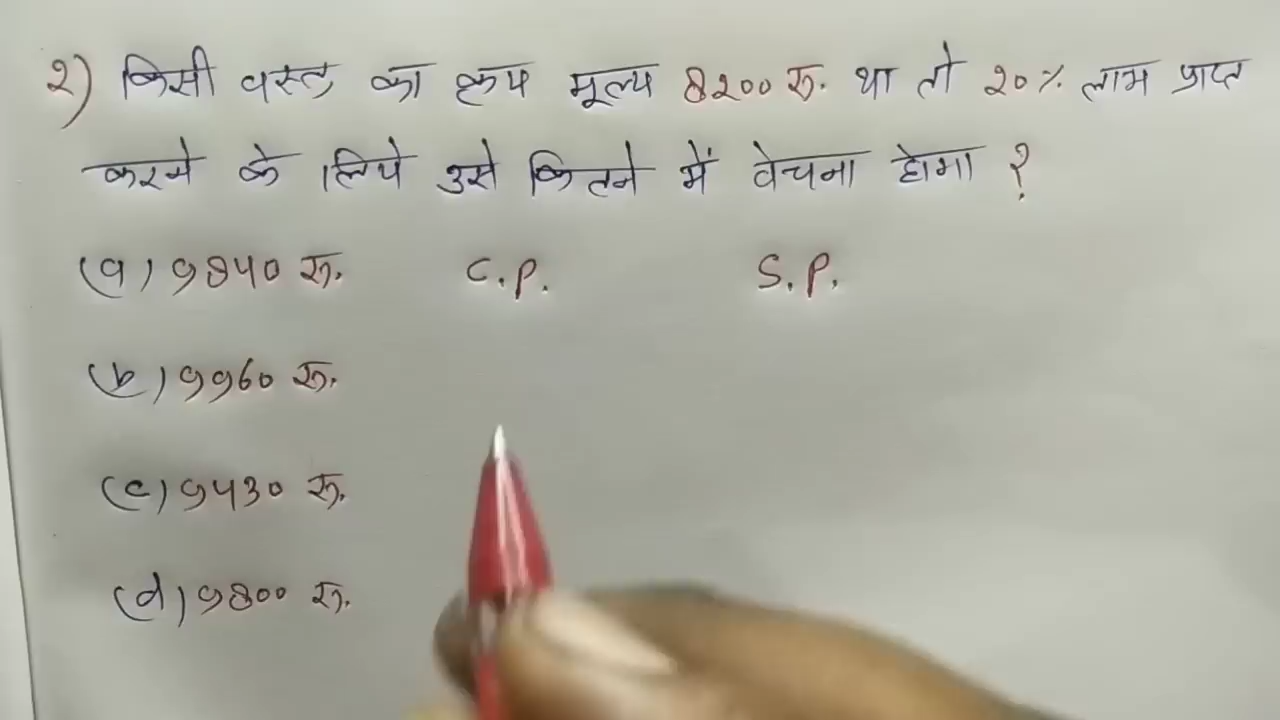 2) किसी वस्तु का क्रय मूल्य 8200 रु. था तो 20% लाभ प्राप्त
करने के लिये उसे कितने में बेचना होगा ?
(a) 9840 रु. C.P. S.P.
(b) 9960 रु.
(c) 9430 रु.
(d) 9800 रु.